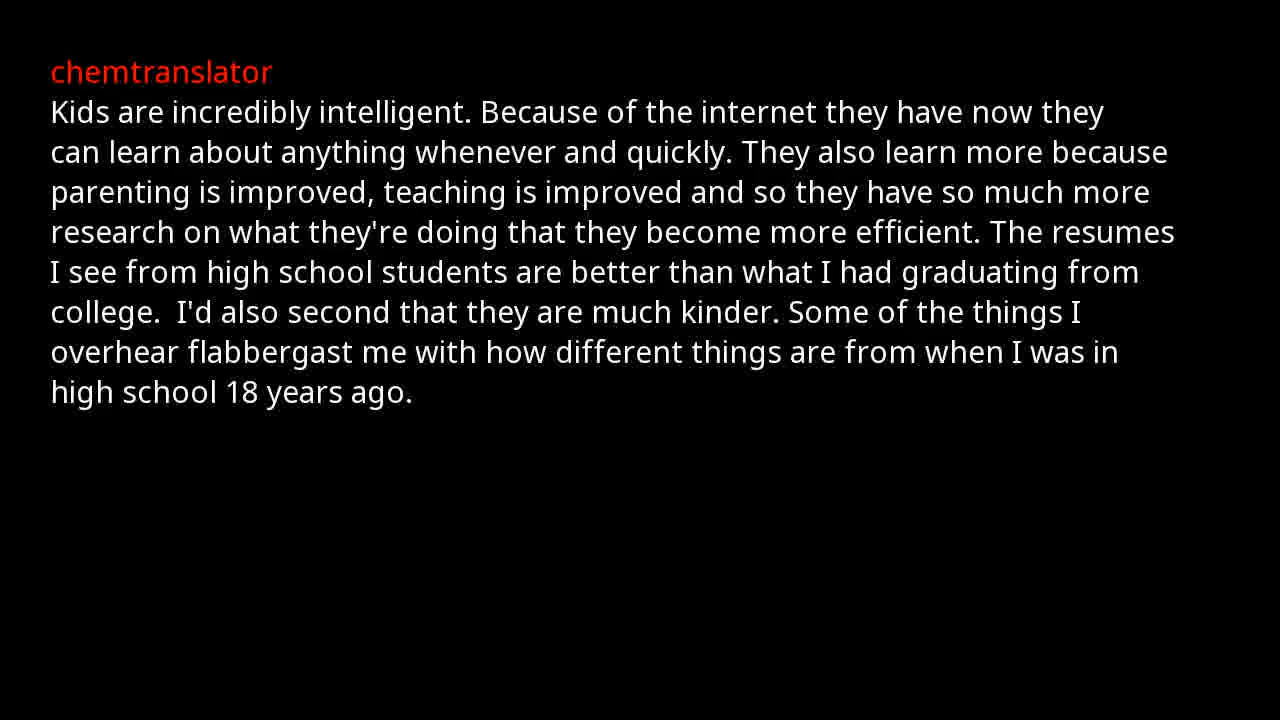 chemtranslator
Kids are incredibly intelligent. Because of the internet they have now they
can learn about anything whenever and quickly. They also learn more because
parenting is improved, teaching is improved and so they have so much more
research on what they're doing that they become more efficient. The resumes
I see from high school students are better than what I had graduating from
college.  I'd also second that they are much kinder. Some of the things I
overhear flabbergast me with how different things are from when I was in
high school 18 years ago.